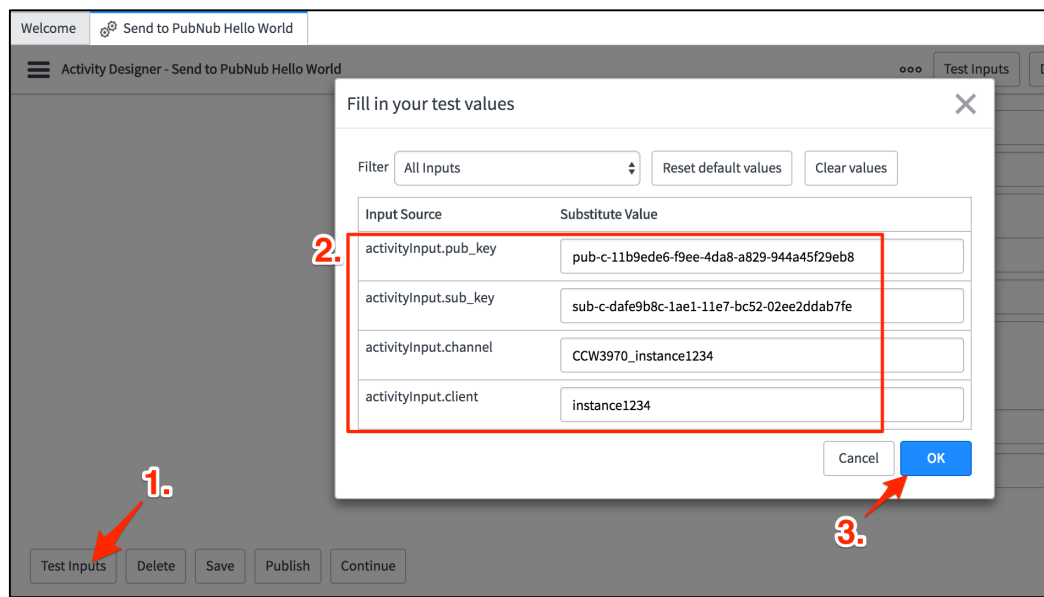 Welcome
Send to PubNub Hello World
Activity Designer - Send to PubNub Hello World
Test Inputs
D
Fill in your test values
Filter
All Inputs
Reset default values
Clear values
Input Source
Substitute Value
2.
activityInput.pub_key
pub-c-11b9ede6-f9ee-4da8-a829-944a45f29eb8
activityInput.sub_key
sub-c-dafe9b8c-1ae1-11e7-bc52-02ee2ddab7fe
activityInput.channel
CCW3970_instance1234
activityInput.client
instance1234
Cancel
OK
1.
3.
Test Inputs
Delete
Save
Publish
Continue